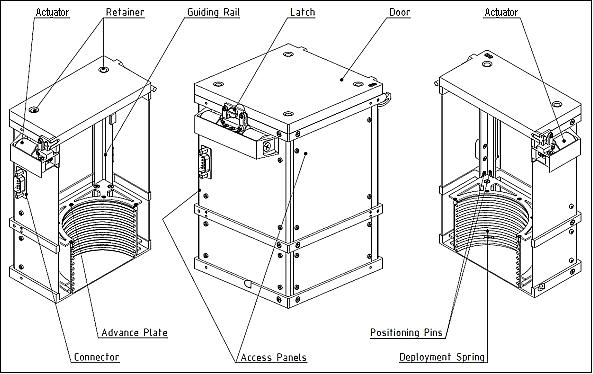 Actuator
Retainer
Guiding Rail
Latch
Door
Actuator
Advance Plate
Positioning Pins
Connector
Access Panels
Deployment Spring